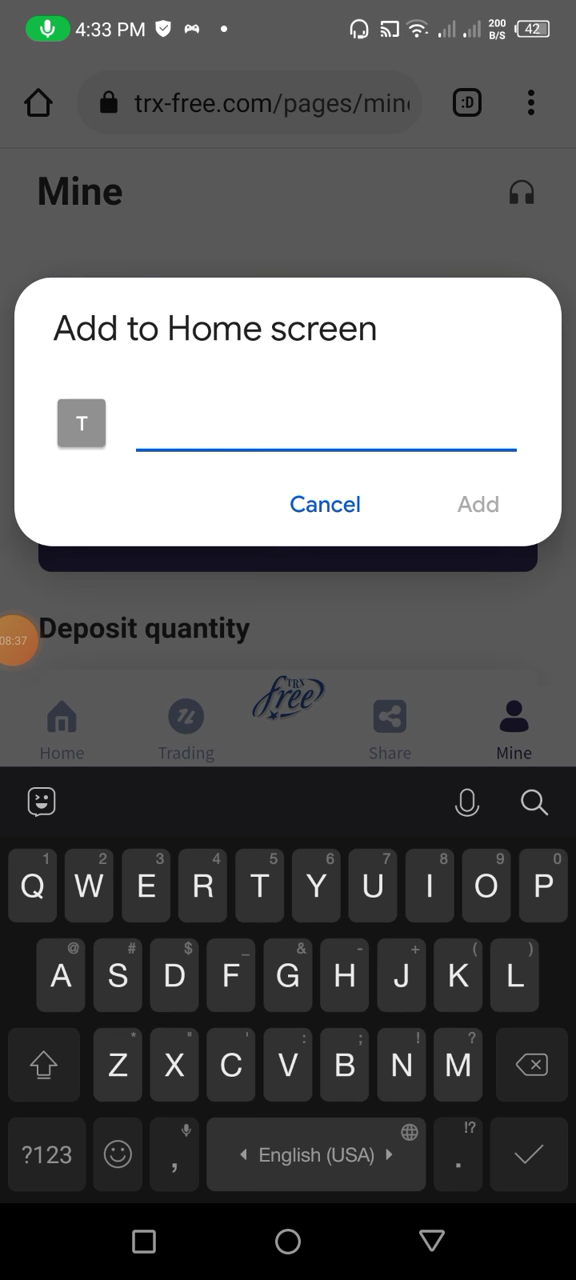 4:33 PM 200 B/S 42
:D
trx-free.com/pages/min
Mine
Add to Home screen
T
Cancel Add
08:37
Deposit quantity
TRX
free
Home Trading Share Mine
1 2 3 4 5 6 7 8 9 0
Q W E R T Y U I O P
@ # $ _ & - + ( )
A S D F G H J K L
* " ' : ; ! ?
Z X C V B N M
!?
?123 , English (USA) .